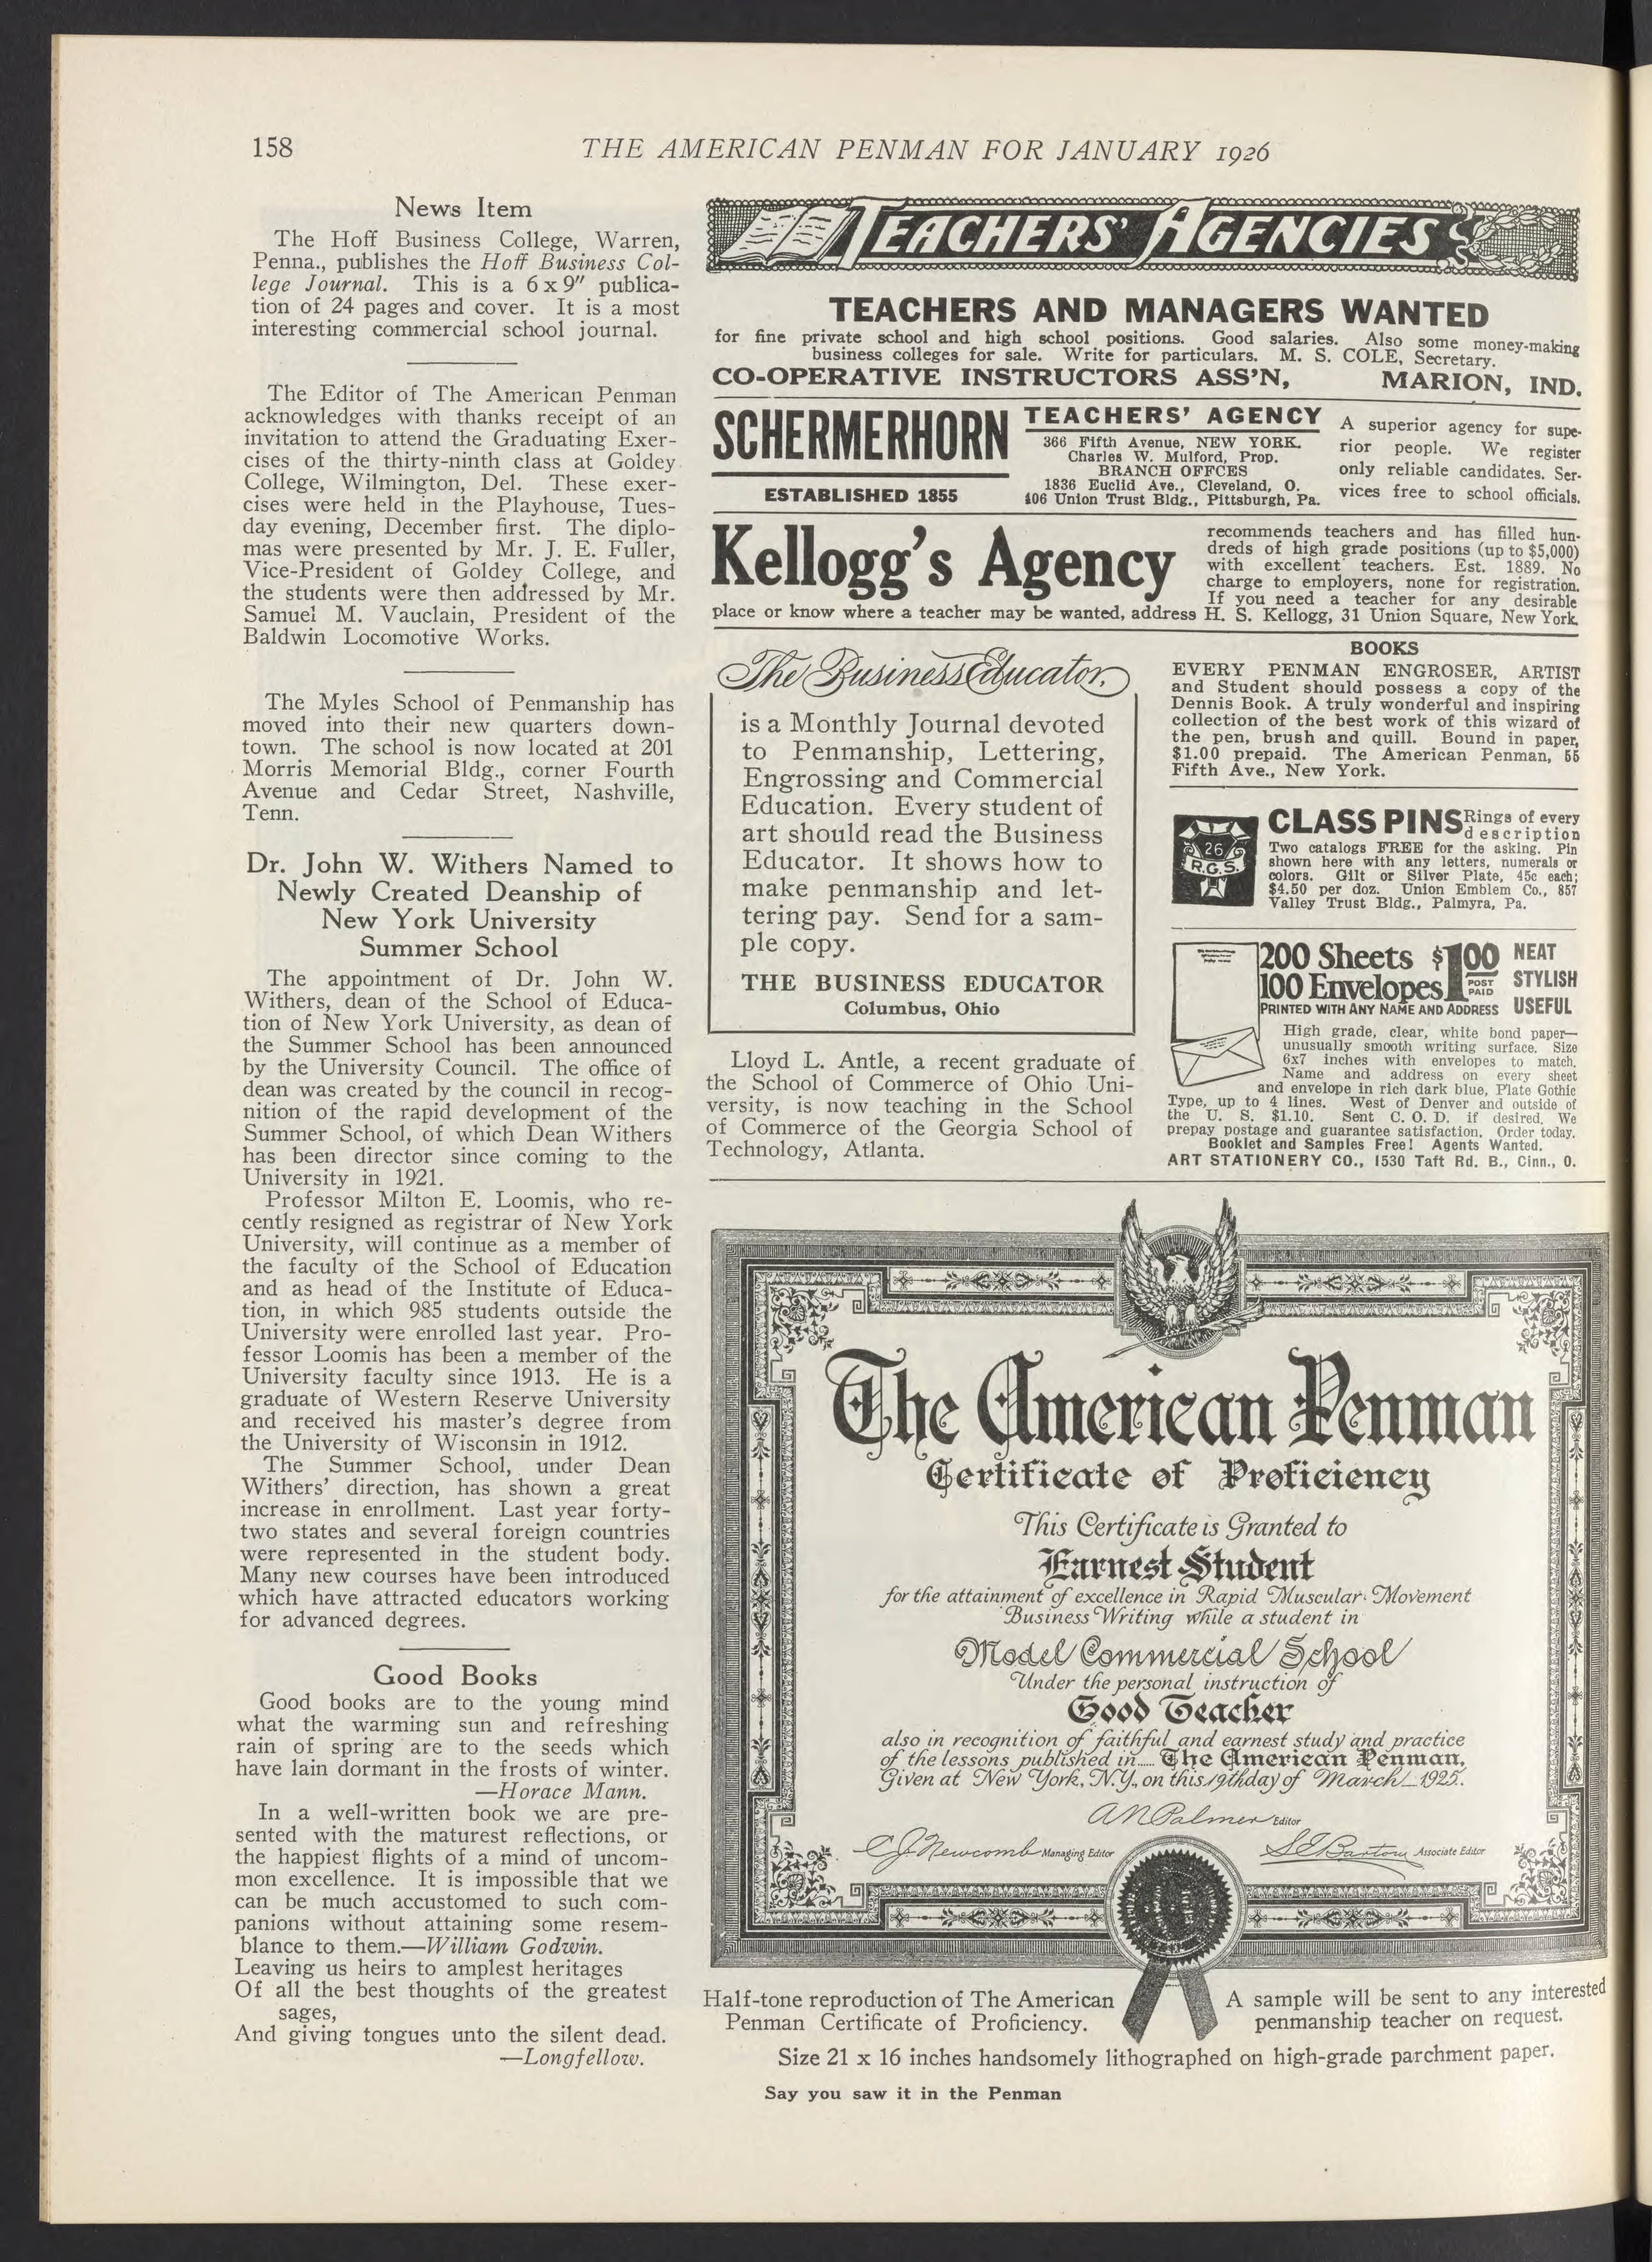 158
THE AMERICAN PENMAN FOR JANUARY 1926
News Item
The Hoff Business College, Warren,
Penna., publishes the Hoff Business Col-
lege Journal. This is a 6 x 9" publica-
tion of 24 pages and cover. It is a most
interesting commercial school journal.
The Editor of The American Penman
acknowledges with thanks receipt of an
invitation to attend the Graduating Exer-
cises of the thirty-ninth class at Goldey
College, Wilmington, Del. These exer-
cises were held in the Playhouse, Tues-
day evening, December first. The diplo-
mas were presented by Mr. J. E. Fuller,
Vice-President of Goldey College, and
the students were then addressed by Mr.
Samuel M. Vauclain, President of the
Baldwin Locomotive Works.
The Myles School of Penmanship has
moved into their new quarters down-
town. The school is now located at 201
Morris Memorial Bldg., corner Fourth
Avenue and Cedar Street, Nashville,
Tenn.
Dr. John W. Withers Named to
Newly Created Deanship of
New York University
Summer School
The appointment of Dr. John W.
Withers, dean of the School of Educa-
tion of New York University, as dean of
the Summer School has been announced
by the University Council. The office of
dean was created by the council in recog-
nition of the rapid development of the
Summer School, of which Dean Withers
has been director since coming to the
University in 1921.
Professor Milton E. Loomis, who re-
cently resigned as registrar of New York
University, will continue as a member of
the faculty of the School of Education
and as head of the Institute of Educa-
tion, in which 985 students outside the
University were enrolled last year. Pro-
fessor Loomis has been a member of the
University faculty since 1913. He is a
graduate of Western Reserve University
and received his master's degree from
the University of Wisconsin in 1912.
The Summer School, under Dean
Withers' direction, has shown a great
increase in enrollment. Last year forty-
two states and several foreign countries
were represented in the student body.
Many new courses have been introduced
which have attracted educators working
for advanced degrees.
Good Books
Good books are to the young mind
what the warming sun and refreshing
rain of spring are to the seeds which
have lain dormant in the frosts of winter.
—Horace Mann.
In a well-written book we are pre-
sented with the maturest reflections, or
the happiest flights of a mind of uncom-
mon excellence. It is impossible that we
can be much accustomed to such com-
panions without attaining some resem-
blance to them.—William Godwin.
Leaving us heirs to amplest heritages
Of all the best thoughts of the greatest
sages,
And giving tongues unto the silent dead.
—Longfellow.
TEACHERS' AGENCIES
TEACHERS AND MANAGERS WANTED
for fine private school and high school positions. Good salaries. Also some money-making
business colleges for sale. Write for particulars. M. S. COLE, Secretary.
CO-OPERATIVE INSTRUCTORS ASS'N, MARION, IND.
SCHERMERHORN
ESTABLISHED 1855
TEACHERS' AGENCY
366 Fifth Avenue, NEW YORK.
Charles W. Mulford, Prop.
BRANCH OFFCES
1836 Euclid Ave., Cleveland, O.
406 Union Trust Bldg., Pittsburgh, Pa.
A superior agency for supe-
rior people. We register
only reliable candidates. Ser-
vices free to school officials.
Kellogg's Agency
recommends teachers and has filled hun-
dreds of high grade positions (up to $5,000)
with excellent teachers. Est. 1889. No
charge to employers, none for registration.
If you need a teacher for any desirable
place or know where a teacher may be wanted, address H. S. Kellogg, 31 Union Square, New York.
The Business Educator,
is a Monthly Journal devoted
to Penmanship, Lettering,
Engrossing and Commercial
Education. Every student of
art should read the Business
Educator. It shows how to
make penmanship and let-
tering pay. Send for a sam-
ple copy.
THE BUSINESS EDUCATOR
Columbus, Ohio
Lloyd L. Antle, a recent graduate of
the School of Commerce of Ohio Uni-
versity, is now teaching in the School
of Commerce of the Georgia School of
Technology, Atlanta.
BOOKS
EVERY PENMAN ENGROSER, ARTIST
and Student should possess a copy of the
Dennis Book. A truly wonderful and inspiring
collection of the best work of this wizard of
the pen, brush and quill. Bound in paper,
$1.00 prepaid. The American Penman, 55
Fifth Ave., New York.
26
R.G.S.
CLASS PINS Rings of every
description
Two catalogs FREE for the asking. Pin
shown here with any letters, numerals or
colors. Gilt or Silver Plate, 45c each;
$4.50 per doz. Union Emblem Co., 857
Valley Trust Bldg., Palmyra, Pa.
200 Sheets $1.00 NEAT
100 Envelopes POST PAID STYLISH
PRINTED WITH ANY NAME AND ADDRESS USEFUL
High grade, clear, white bond paper—
unusually smooth writing surface. Size
6x7 inches with envelopes to match.
Name and address on every sheet
and envelope in rich dark blue, Plate Gothic
Type, up to 4 lines. West of Denver and outside of
the U. S. $1.10. Sent C. O. D. if desired. We
prepay postage and guarantee satisfaction. Order today.
Booklet and Samples Free! Agents Wanted.
ART STATIONERY CO., 1530 Taft Rd. B., Cinn., O.
The American Penman
Certificate of Proficiency
This Certificate is Granted to
Earnest Student
for the attainment of excellence in Rapid Muscular Movement
Business Writing while a student in
Model Commercial School
Under the personal instruction of
Good Teacher
also in recognition of faithful and earnest study and practice
of the lessons published in..... The American Penman,
Given at New York, N.Y., on this 19th day of March 1925.
A N Palmer Editor
C J Newcomb Managing Editor
S E Bartow Associate Editor
Half-tone reproduction of The American
Penman Certificate of Proficiency.
A sample will be sent to any interested
penmanship teacher on request.
Size 21 x 16 inches handsomely lithographed on high-grade parchment paper.
Say you saw it in the Penman